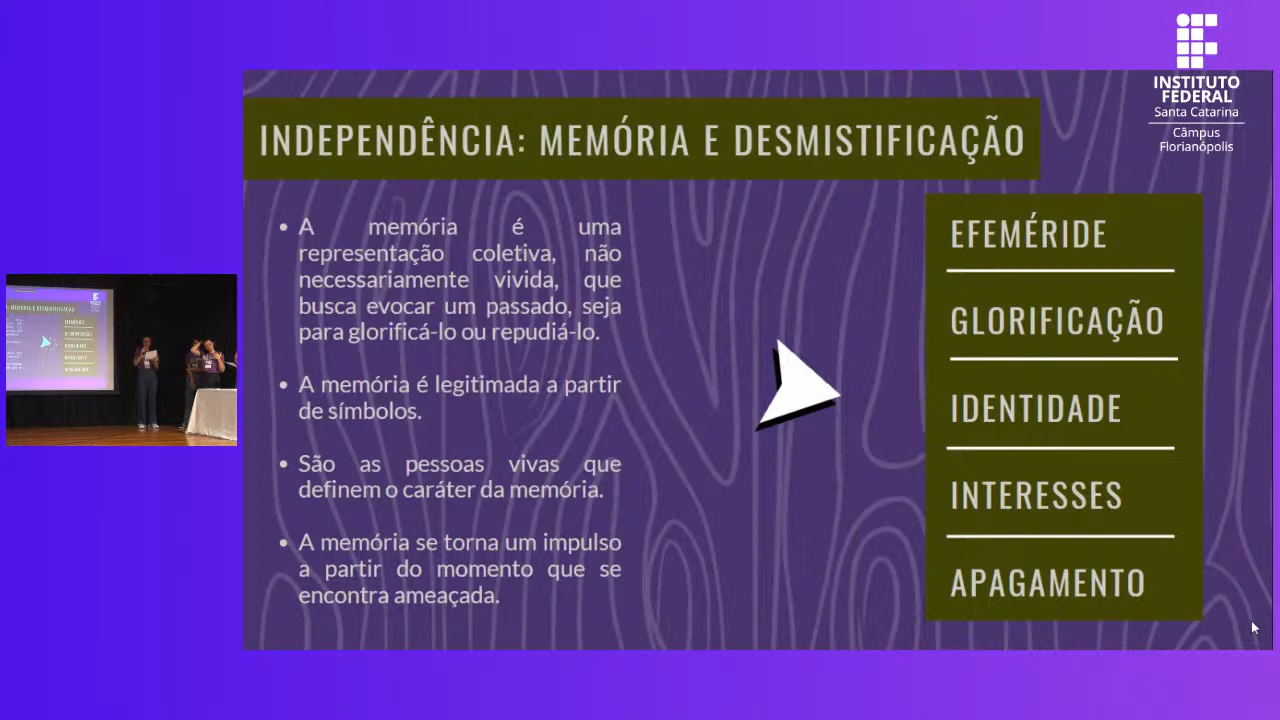 INSTITUTO
FEDERAL
Santa Catarina
Câmpus
Florianópolis
INDEPENDÊNCIA: MEMÓRIA E DESMISTIFICAÇÃO
• A memória é uma
representação coletiva, não
necessariamente vivida, que
busca evocar um passado, seja
para glorificá-lo ou repudiá-lo.
• A memória é legitimada a partir
de símbolos.
• São as pessoas vivas que
definem o caráter da memória.
• A memória se torna um impulso
a partir do momento que se
encontra ameaçada.
EFEMÉRIDE
GLORIFICAÇÃO
IDENTIDADE
INTERESSES
APAGAMENTO